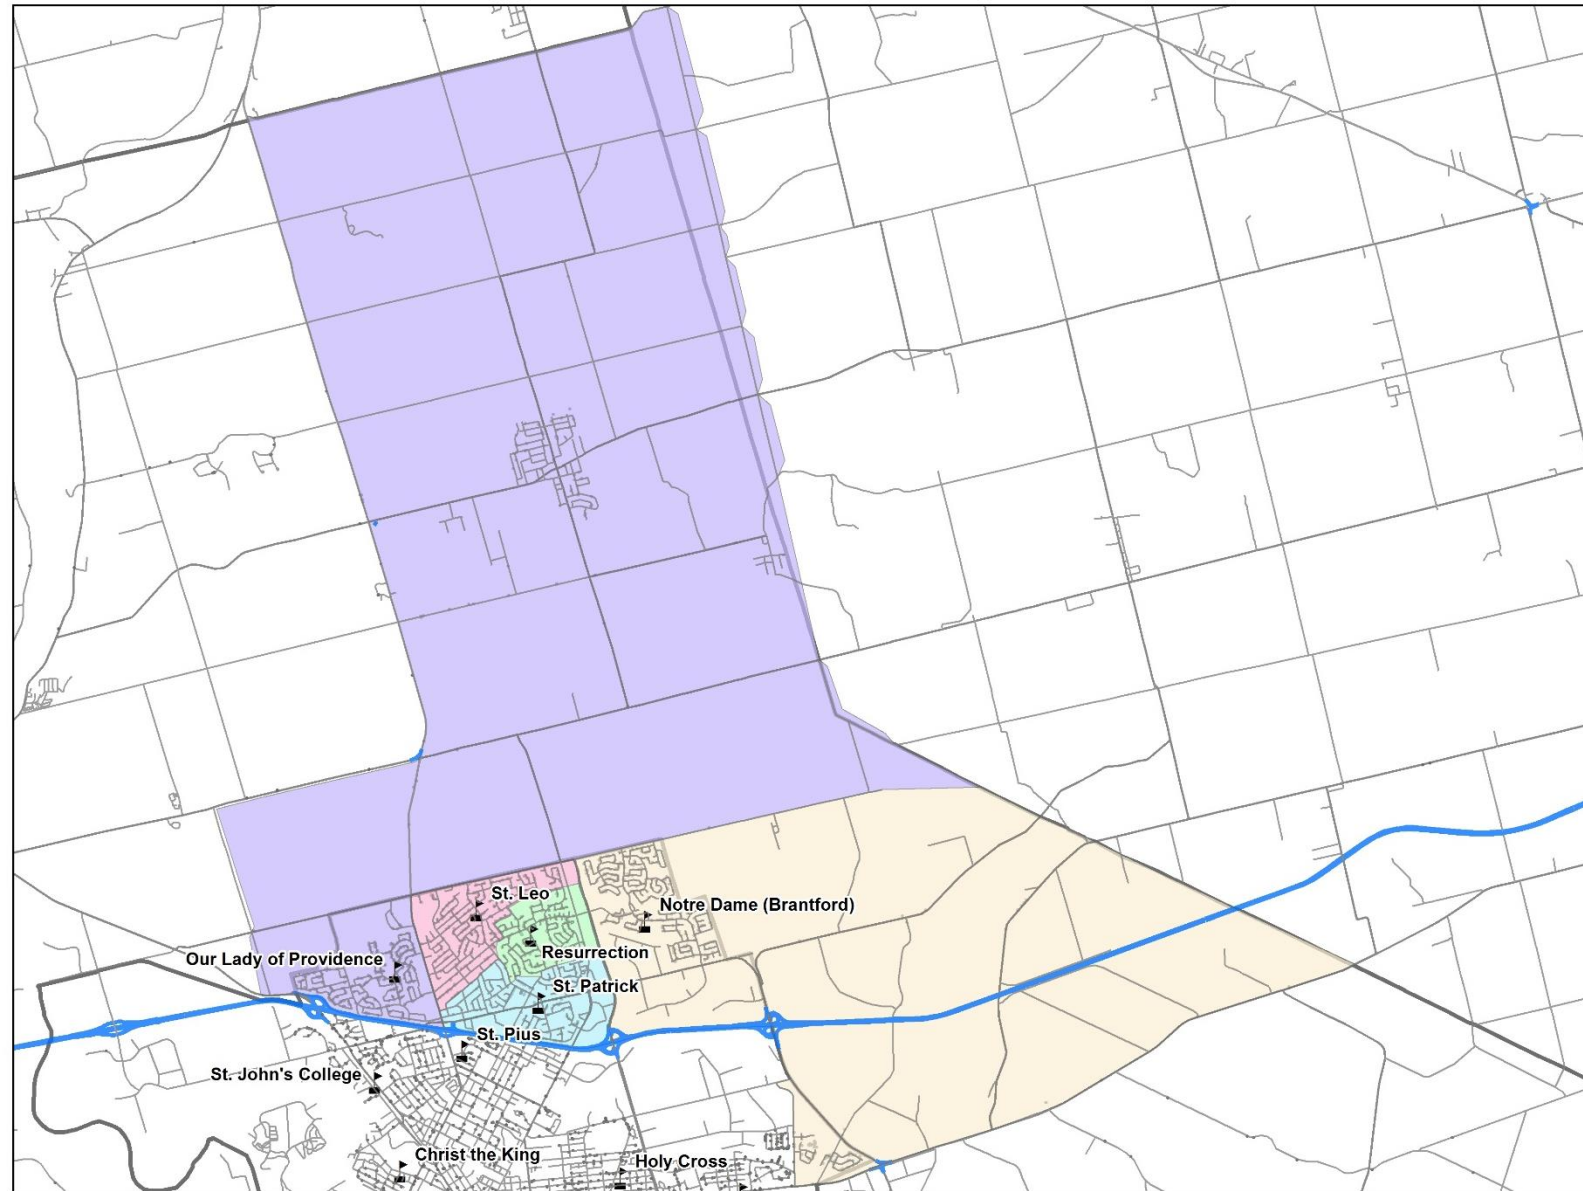 St. Leo
Notre Dame (Brantford)
Resurrection
Our Lady of Providence
St. Patrick
St. Pius
St. John's College
Christ the King
Holy Cross